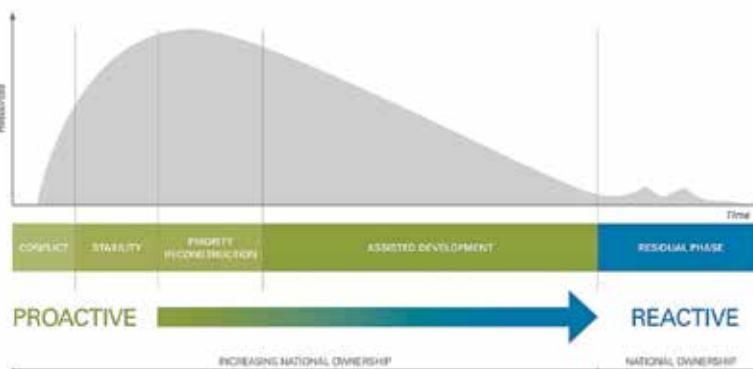 Time
CONFLICT
STABILITY
PRIORITY
RECONSTRUCTION
ASSISTED DEVELOPMENT
RESIDUAL PHASE
PROACTIVE
REACTIVE
INCREASING NATIONAL OWNERSHIP
NATIONAL OWNERSHIP